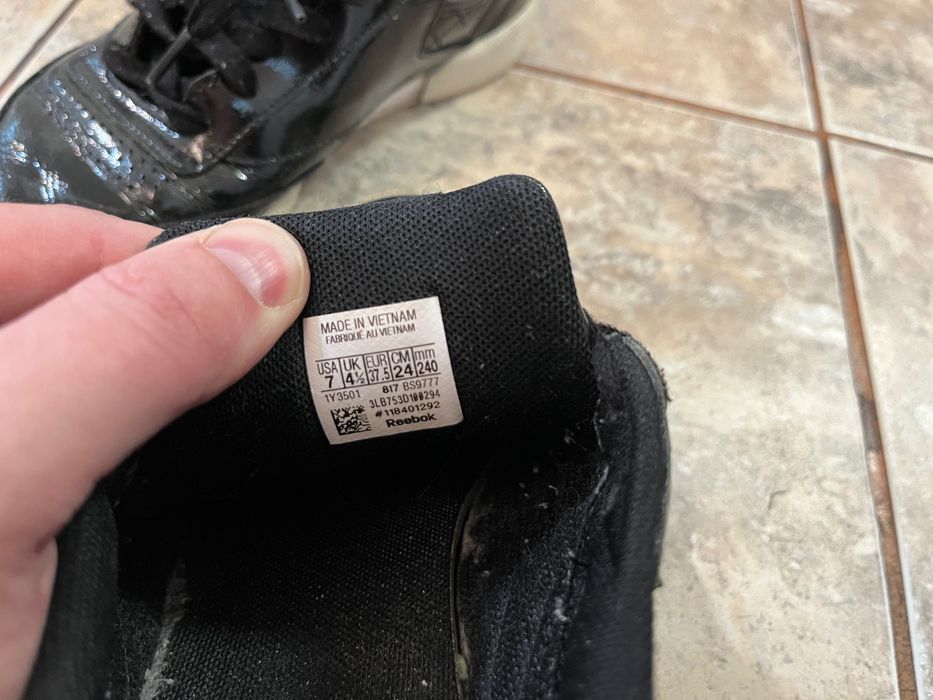 MADE IN VIETNAM
FABRIQUÉ AU VIETNAM
USA UK EUR CM mm
7 4½ 37.5 24 240
1Y3501 817 BS9777
3LB753D100294
#118401292
Reebok